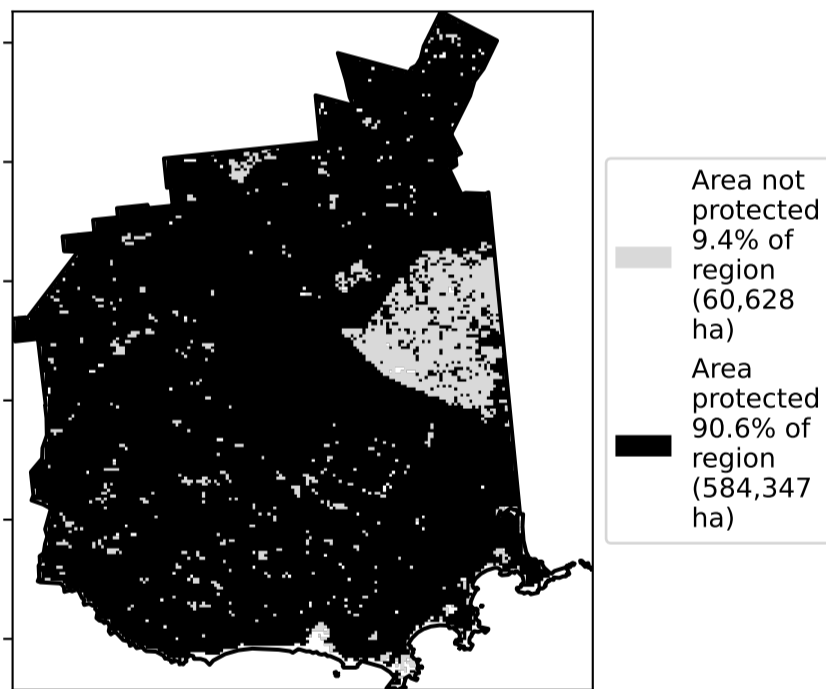 Area not
protected
9.4% of
region
(60,628
ha)
Area
protected
90.6% of
region
(584,347
ha)